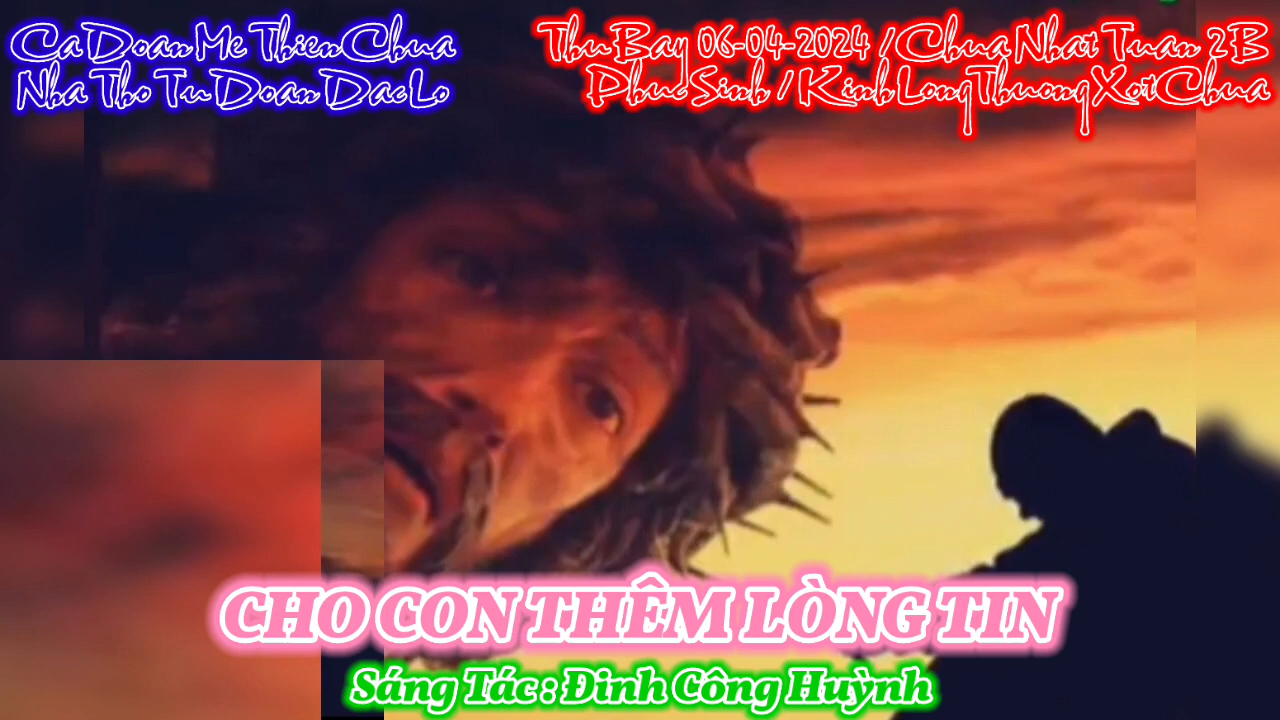 Ca Doan Me Thien Chua
Nha Tho Tu Doan Dac Lo
Thu Bay 06-04-2024 / Chua Nhat Tuan 2B
Phuc Sinh / Kinh Long Thuong Xot Chua
CHO CON THÊM LÒNG TIN
Sáng Tác : Đinh Công Huỳnh